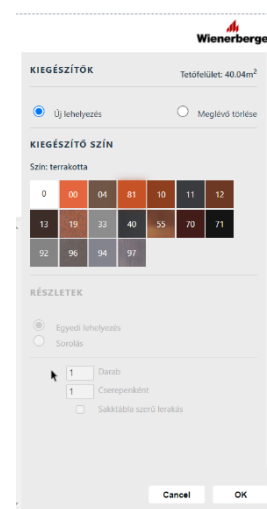 Wienerberge
KIEGÉSZÍTŐK
Tetőfelület: 40.04m²
Új lehelyezés
Meglévő törlése
KIEGÉSZÍTŐ SZÍN
Szín: terrakotta
0 00 04 81 10 11 12
13 19 33 40 55 70 71
92 96 94 97
RÉSZLETEK
Egyedi lehelyezés
Sorolás
1 Darab
1 Cserepenként
Sakktábla szerű lerakás
Cancel OK